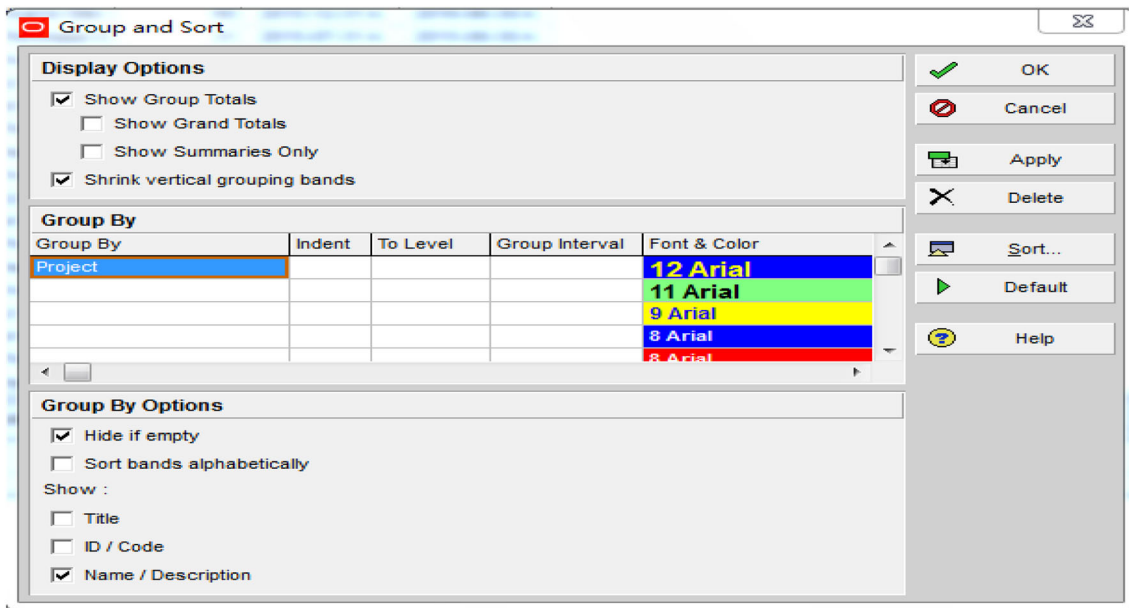 Group and Sort
Display Options
Show Group Totals
Show Grand Totals
Show Summaries Only
Shrink vertical grouping bands
Group By
Group By Indent To Level Group Interval Font & Color
Project 12 Arial
11 Arial
9 Arial
8 Arial
8 Arial
Group By Options
Hide if empty
Sort bands alphabetically
Show :
Title
ID / Code
Name / Description
OK
Cancel
Apply
Delete
Sort...
Default
Help